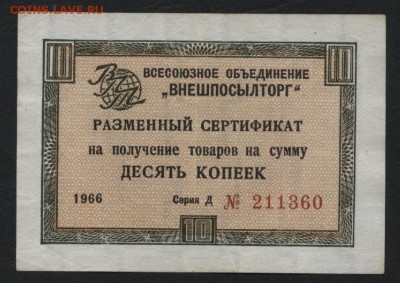 COINS.LAVE.RU
10 10
ВПТ
ВСЕСОЮЗНОЕ ОБЪЕДИНЕНИЕ
„ВНЕШПОСЫЛТОРГ“
РАЗМЕННЫЙ СЕРТИФИКАТ
на получение товаров на сумму
ДЕСЯТЬ КОПЕЕК
1966 Серия Д № 211360
10